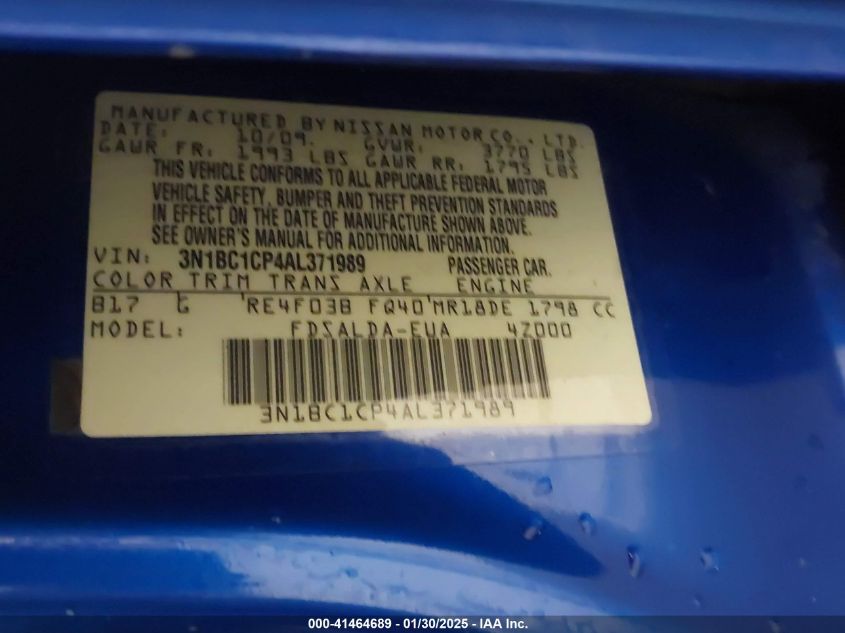 MANUFACTURED BY NISSAN MOTOR CO., LTD.
DATE: 10/09. GVWR: 3770 LBS
GAWR FR: 1993 LBS GAWR RR: 1795 LBS
THIS VEHICLE CONFORMS TO ALL APPLICABLE FEDERAL MOTOR
VEHICLE SAFETY, BUMPER AND THEFT PREVENTION STANDARDS
IN EFFECT ON THE DATE OF MANUFACTURE SHOWN ABOVE.
SEE OWNER'S MANUAL FOR ADDITIONAL INFORMATION.
VIN: 3N1BC1CP4AL371989 PASSENGER CAR.
COLOR TRIM TRANS AXLE ENGINE
B17 G RE4F03B FQ40 MR18DE 1798 CC
MODEL: FDSALDA-EUA 4Z000
3N1BC1CP4AL371989
000-41464689 - 01/30/2025 - IAA Inc.